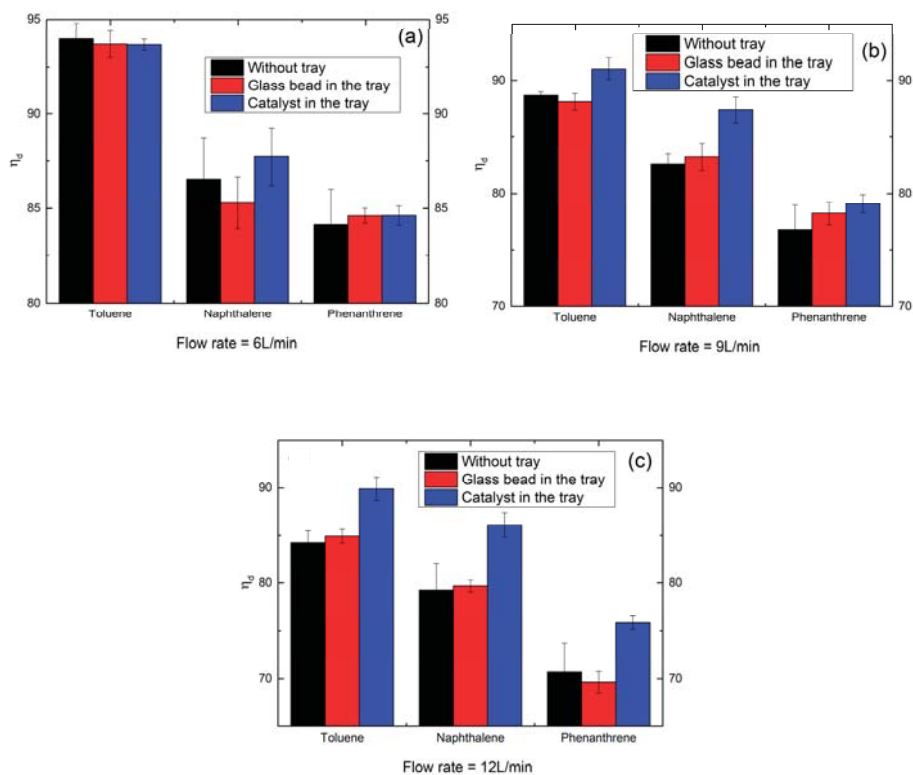 (a)
95 95
Without tray
Glass bead in the tray
Catalyst in the tray
90 90
ηd
85 85
80 80
Toluene Naphthalene Phenanthrene
Flow rate = 6L/min
(b)
Without tray
Glass bead in the tray
Catalyst in the tray
90 90
ηd
80 80
70 70
Toluene Naphthalene Phenanthrene
Flow rate = 9L/min
(c)
Without tray
Glass bead in the tray
Catalyst in the tray
90 90
ηd
80 80
70 70
Toluene Naphthalene Phenanthrene
Flow rate = 12L/min